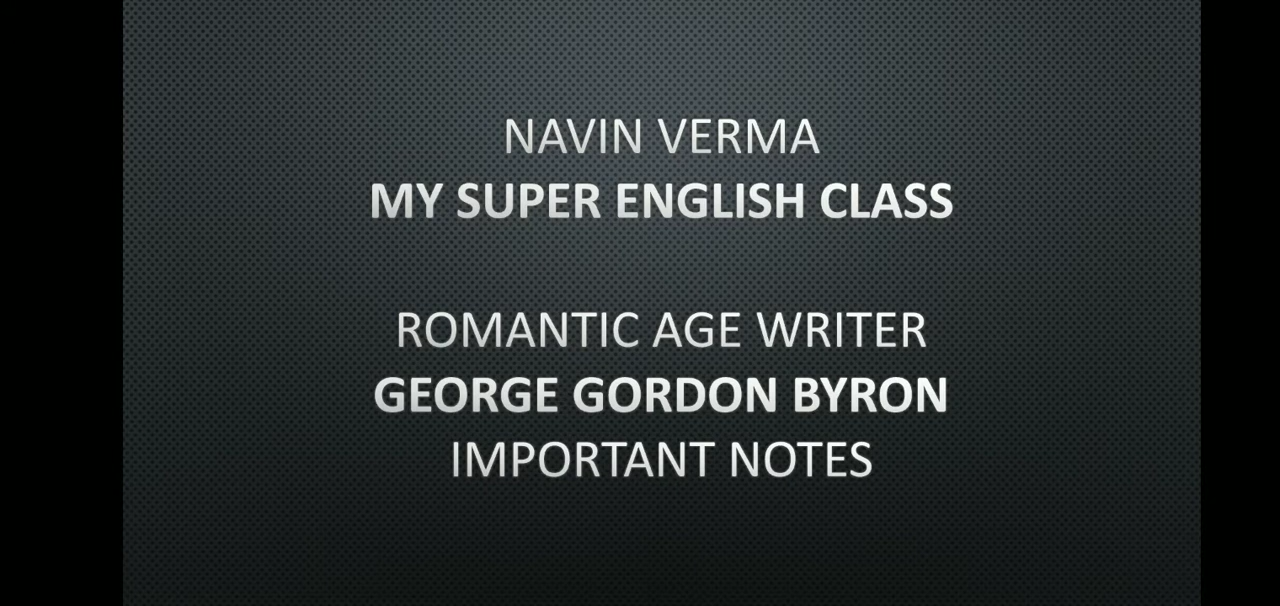 NAVIN VERMA
MY SUPER ENGLISH CLASS
ROMANTIC AGE WRITER
GEORGE GORDON BYRON
IMPORTANT NOTES